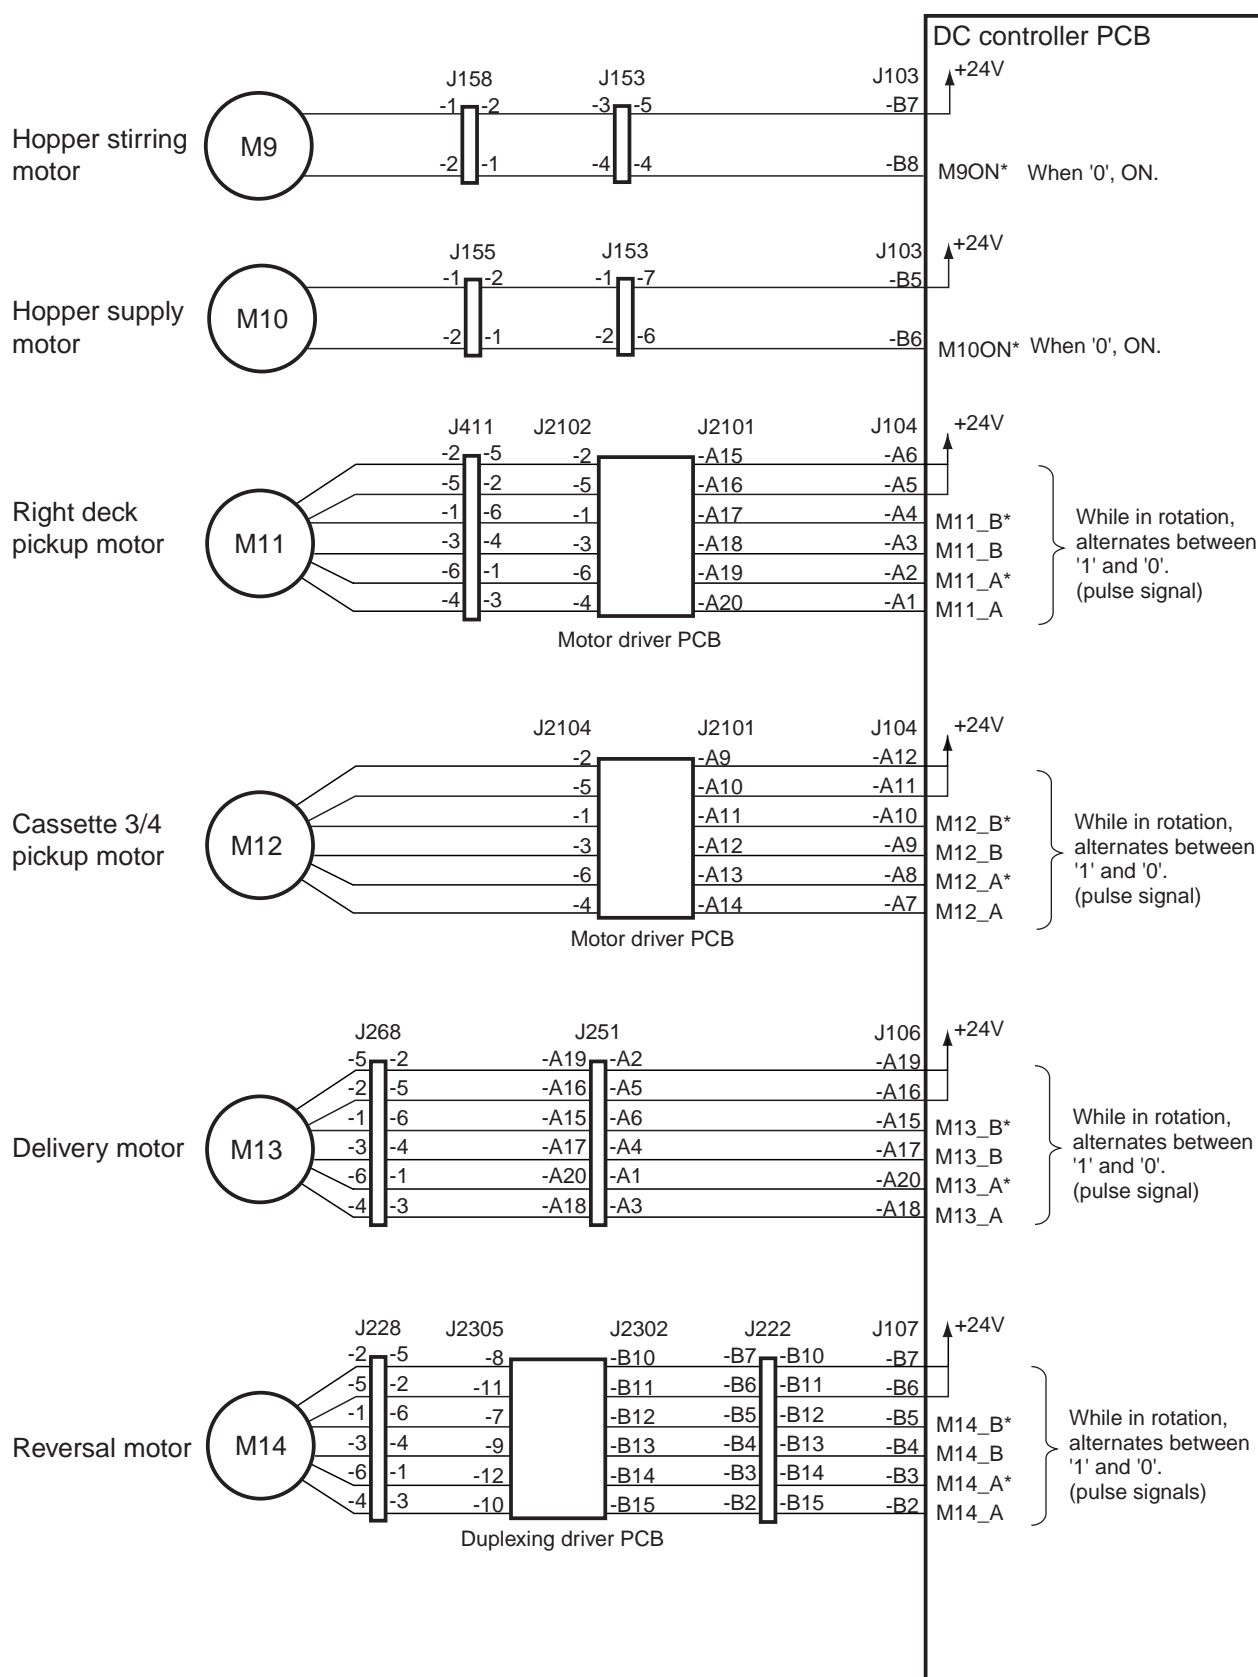 DC controller PCB
J158 J153 J103 +24V
-1 -2 -3 -5 -B7
Hopper stirring
motor
M9
-2 -1 -4 -4 -B8 M9ON* When '0', ON.
J155 J153 J103 +24V
-1 -2 -1 -7 -B5
Hopper supply
motor
M10
-2 -1 -2 -6 -B6 M10ON* When '0', ON.
J411 J2102 J2101 J104 +24V
-2 -5 -2 -A15 -A6
-5 -2 -5 -A16 -A5
-1 -6 -1 -A17 -A4 M11_B*
-3 -4 -3 -A18 -A3 M11_B
-6 -1 -6 -A19 -A2 M11_A*
-4 -3 -4 -A20 -A1 M11_A
Right deck
pickup motor
M11
While in rotation,
alternates between
'1' and '0'.
(pulse signal)
Motor driver PCB
J2104 J2101 J104 +24V
-2 -A9 -A12
-5 -A10 -A11
-1 -A11 -A10 M12_B*
-3 -A12 -A9 M12_B
-6 -A13 -A8 M12_A*
-4 -A14 -A7 M12_A
Cassette 3/4
pickup motor
M12
While in rotation,
alternates between
'1' and '0'.
(pulse signal)
Motor driver PCB
J268 J251 J106 +24V
-5 -2 -A19 -A2 -A19
-2 -5 -A16 -A5 -A16
-1 -6 -A15 -A6 -A15 M13_B*
-3 -4 -A17 -A4 -A17 M13_B
-6 -1 -A20 -A1 -A20 M13_A*
-4 -3 -A18 -A3 -A18 M13_A
Delivery motor
M13
While in rotation,
alternates between
'1' and '0'.
(pulse signal)
J228 J2305 J2302 J222 J107 +24V
-2 -5 -8 -B10 -B7 -B10 -B7
-5 -2 -11 -B11 -B6 -B11 -B6
-1 -6 -7 -B12 -B5 -B12 -B5 M14_B*
-3 -4 -9 -B13 -B4 -B13 -B4 M14_B
-6 -1 -12 -B14 -B3 -B14 -B3 M14_A*
-4 -3 -10 -B15 -B2 -B15 -B2 M14_A
Reversal motor
M14
While in rotation,
alternates between
'1' and '0'.
(pulse signals)
Duplexing driver PCB